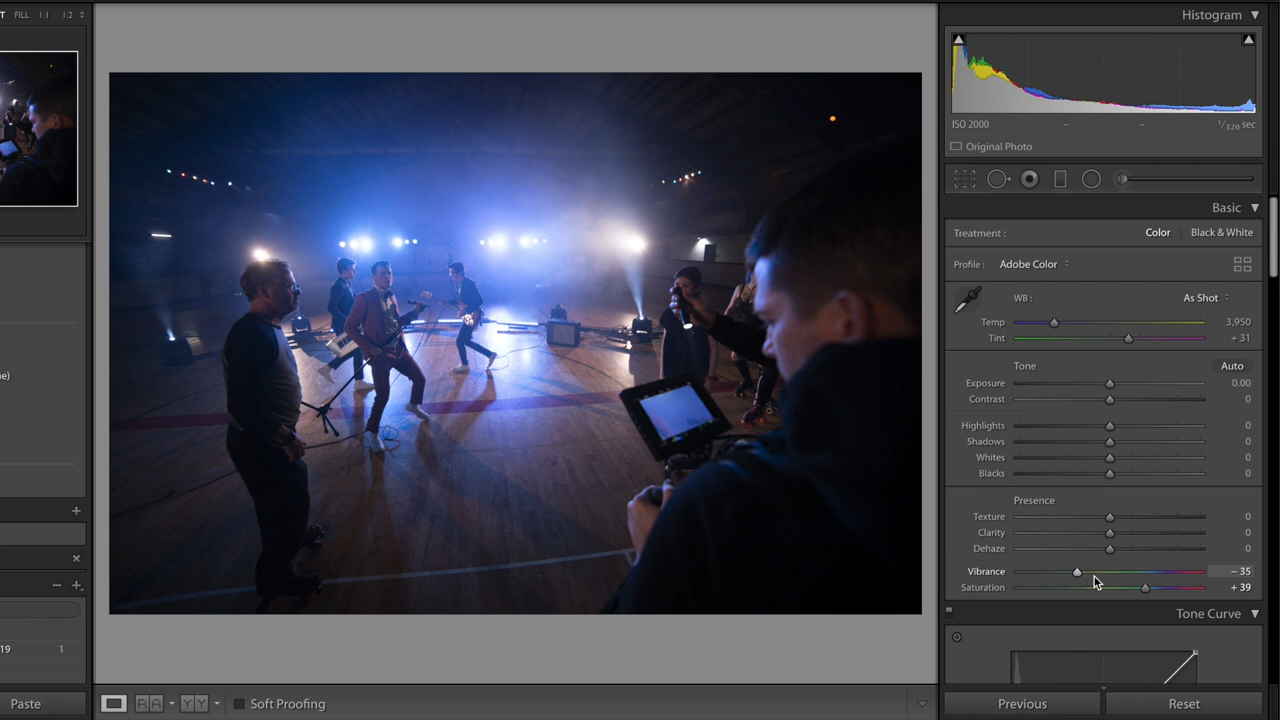 T FILL 1:1 1:2
Histogram
ISO 2000 – – 1/320 sec
Original Photo
Basic
Treatment : Color Black & White
Profile : Adobe Color
WB : As Shot
Temp 3,950
Tint + 31
Tone Auto
Exposure 0.00
Contrast 0
Highlights 0
Shadows 0
Whites 0
Blacks 0
Presence
Texture 0
Clarity 0
Dehaze 0
Vibrance – 35
Saturation + 39
Tone Curve
e)
19 1
Paste
R A Y Y Soft Proofing
Previous Reset